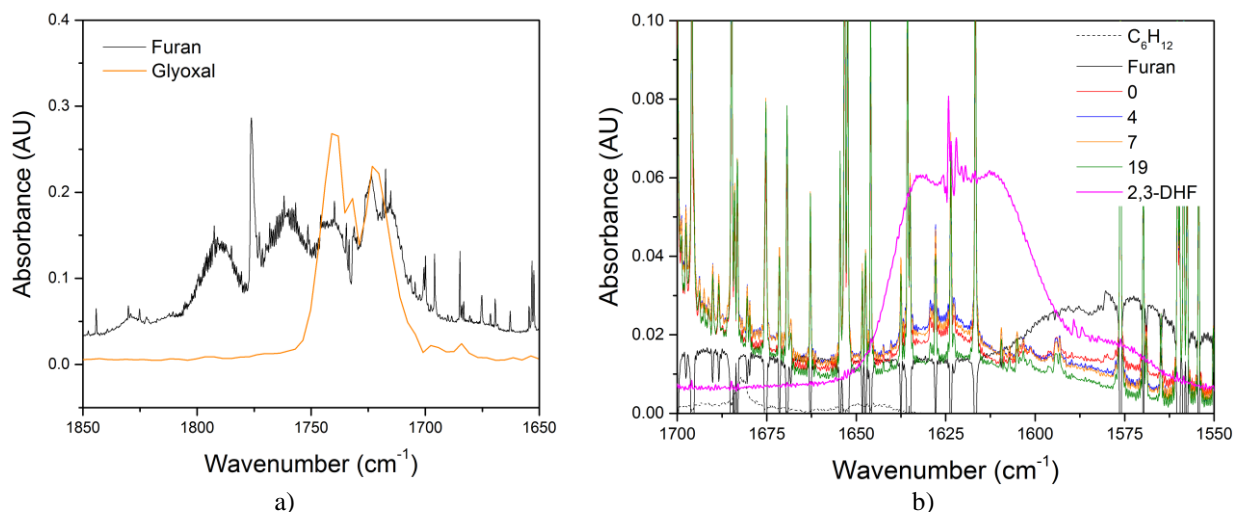 0.4
0.3
0.2
0.1
0.0
Absorbance (AU)
Furan
Glyoxal
1850 1800 1750 1700 1650
Wavenumber (cm⁻¹)
a)
0.10
0.08
0.06
0.04
0.02
0.00
Absorbance (AU)
C₆H₁₂
Furan
0
4
7
19
2,3-DHF
1700 1675 1650 1625 1600 1575 1550
Wavenumber (cm⁻¹)
b)